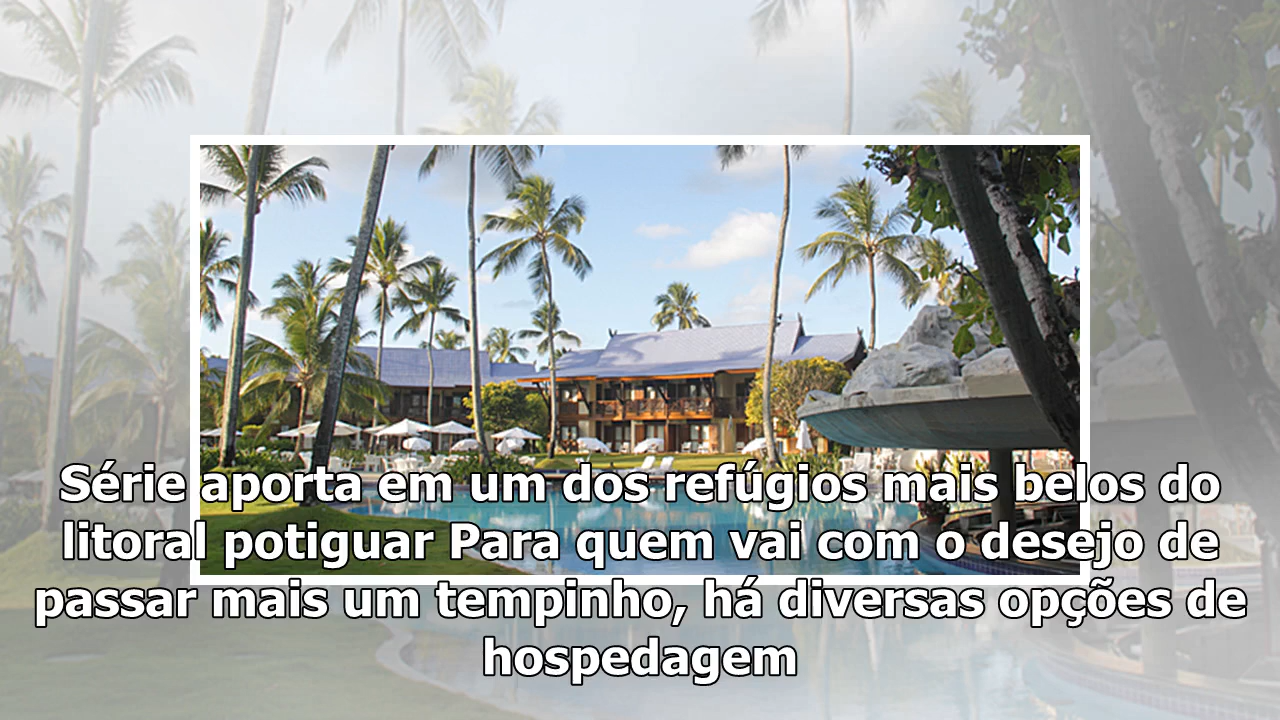 Série aporta em um dos refúgios mais belos do
litoral potiguar Para quem vai com o desejo de
passar mais um tempinho, há diversas opções de
hospedagem